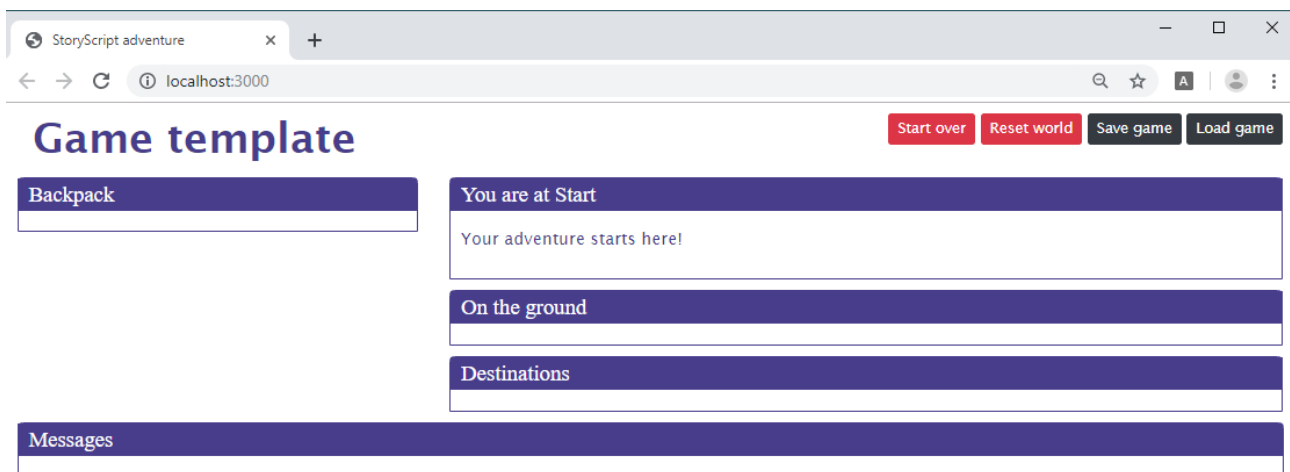 StoryScript adventure
localhost:3000
A
Game template
Start over
Reset world
Save game
Load game
Backpack
You are at Start
Your adventure starts here!
On the ground
Destinations
Messages